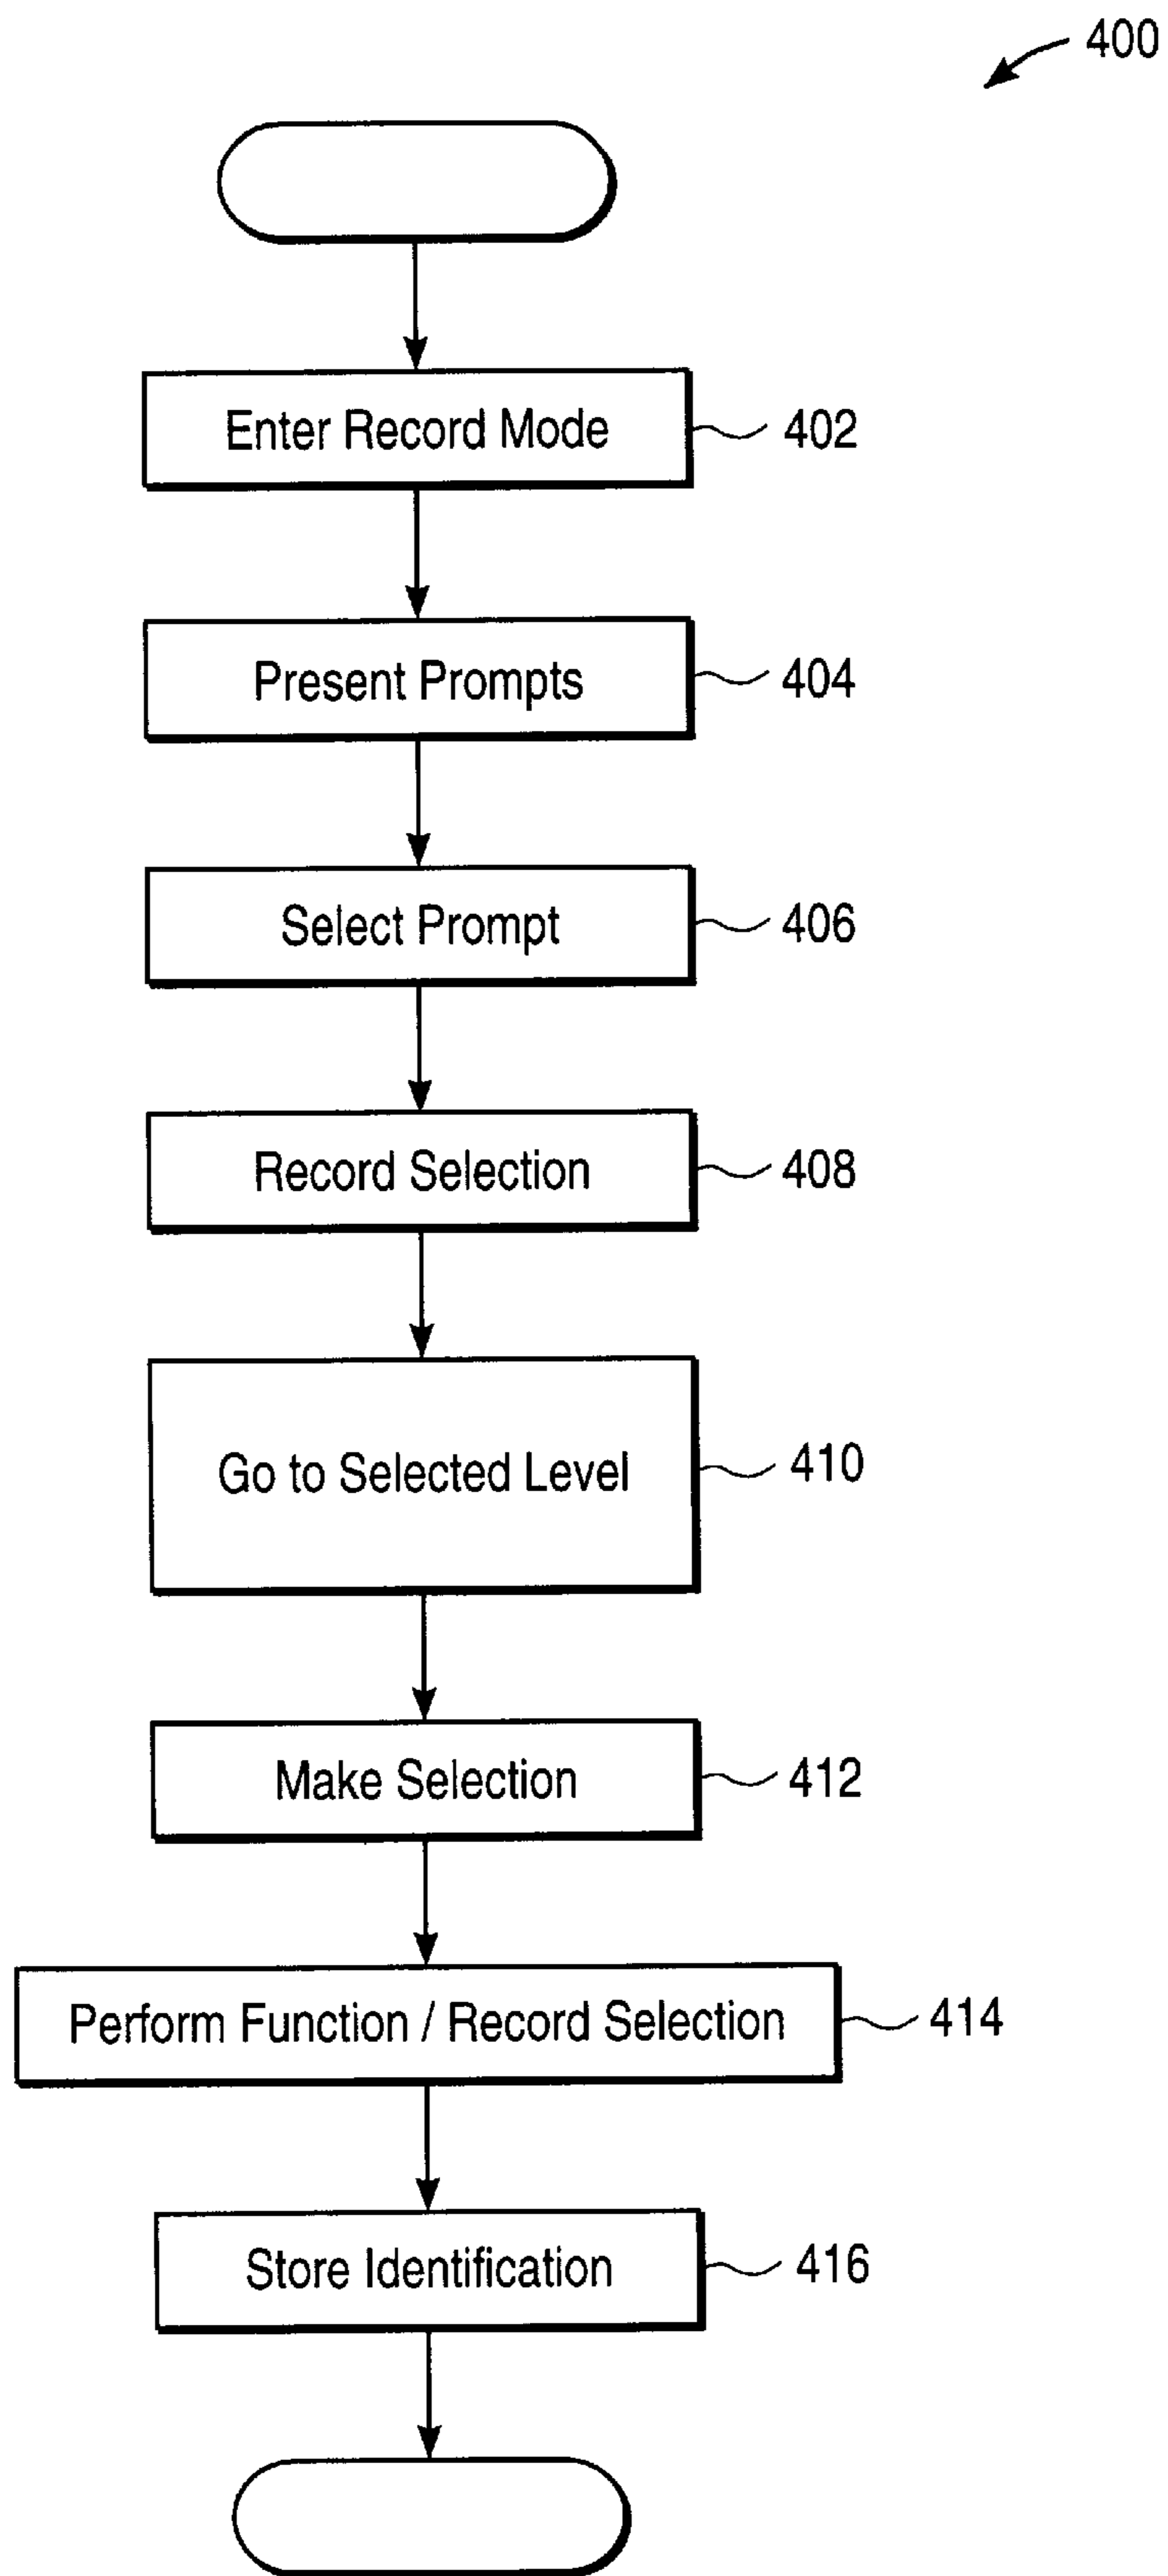 400
Enter Record Mode 402
Present Prompts 404
Select Prompt 406
Record Selection 408
Go to Selected Level 410
Make Selection 412
Perform Function / Record Selection 414
Store Identification 416